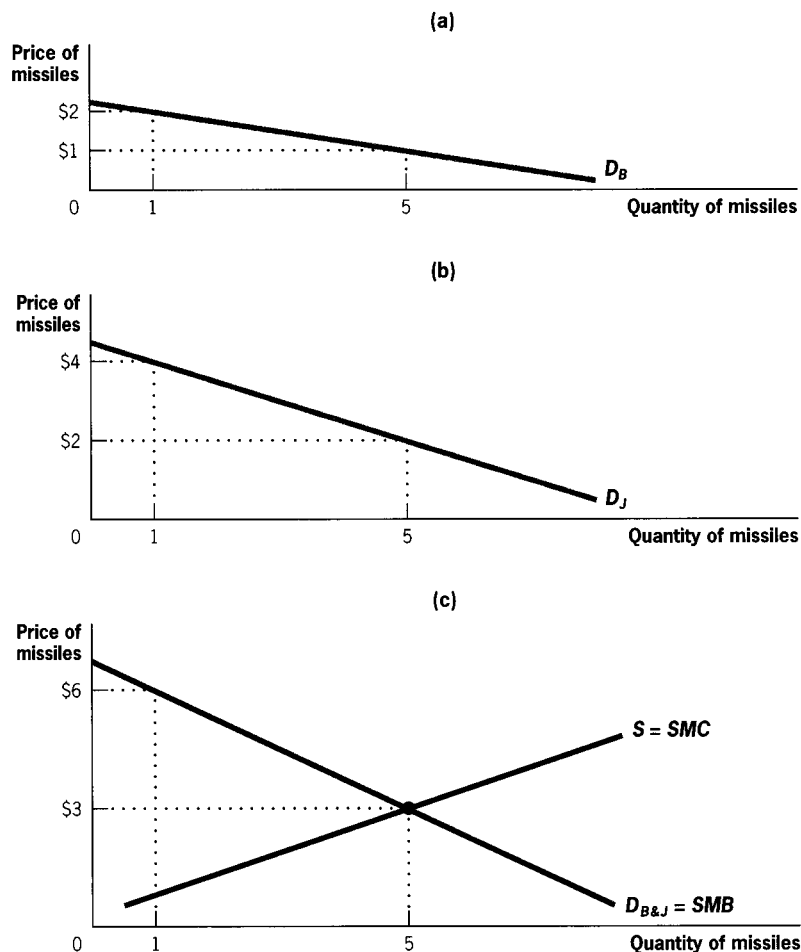 (a)
Price of
missiles
$2
$1
D_B
0 1 5 Quantity of missiles
(b)
Price of
missiles
$4
$2
D_J
0 1 5 Quantity of missiles
(c)
Price of
missiles
$6
S = SMC
$3
D_B&J = SMB
0 1 5 Quantity of missiles